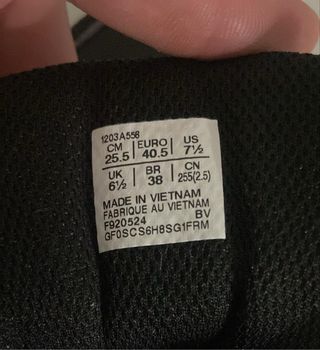 1203A556
CM EURO US
25.5 40.5 7½
UK BR CN
6½ 38 255(2.5)
MADE IN VIETNAM
FABRIQUE AU VIETNAM
F920524 BV
GF0SCS6H8SG1FRM